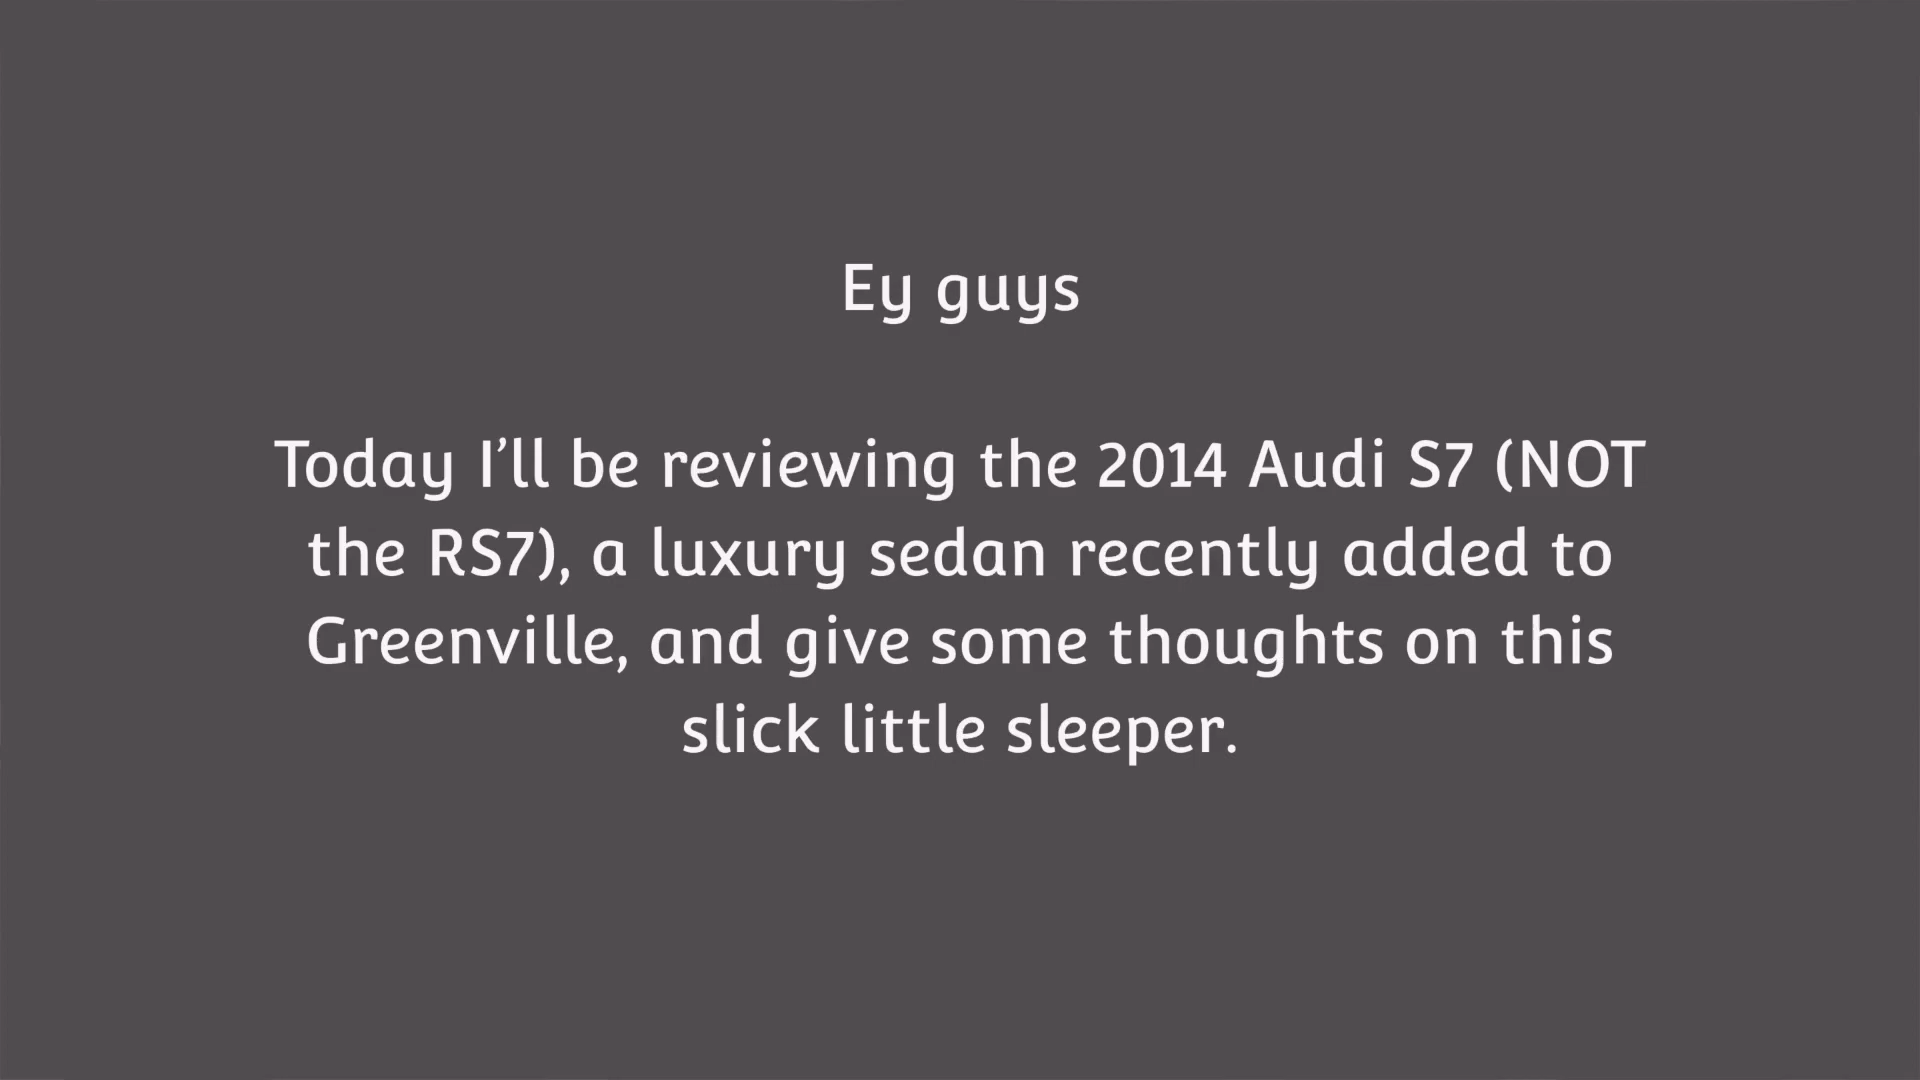 Ey guys
Today I’ll be reviewing the 2014 Audi S7 (NOT
the RS7), a luxury sedan recently added to
Greenville, and give some thoughts on this
slick little sleeper.